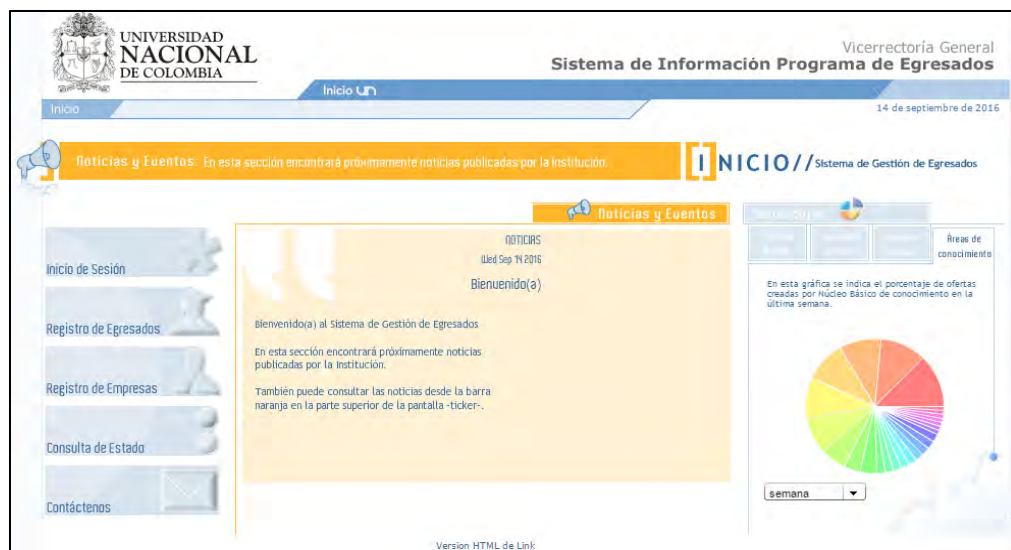 UNIVERSIDAD
NACIONAL
DE COLOMBIA
Vicerrectoría General
Sistema de Información Programa de Egresados
Inicio un
Inicio
14 de septiembre de 2016
Noticias y Eventos: En esta sección encontrará próximamente noticias publicadas por la Institución.
[I]NICIO//Sistema de Gestión de Egresados
Noticias y Eventos
NOTICIAS
Wed Sep 14 2016
Bienvenido(a)
Bienvenido(a) al Sistema de Gestión de Egresados
En esta sección encontrará próximamente noticias
publicadas por la Institución.
También puede consultar las noticias desde la barra
naranja en la parte superior de la pantalla -ticker-.
Inicio de Sesión
Registro de Egresados
Registro de Empresas
Consulta de Estado
Contáctenos
Áreas de
conocimiento
En esta gráfica se indica el porcentaje de ofertas
creadas por Núcleo Básico de conocimiento en la
última semana.
semana
Version HTML de Link